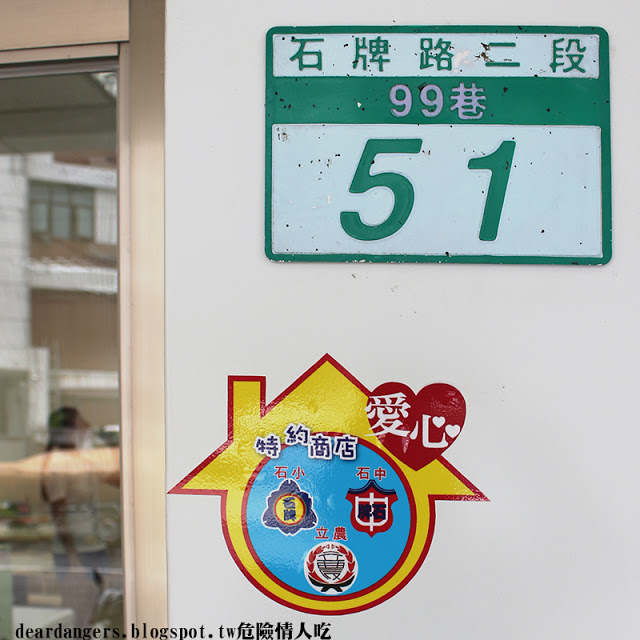 石牌路二段
99巷
51
愛心
特約商店
石小 石中
石牌
立農
deardangers.blogspot.tw危險情人吃